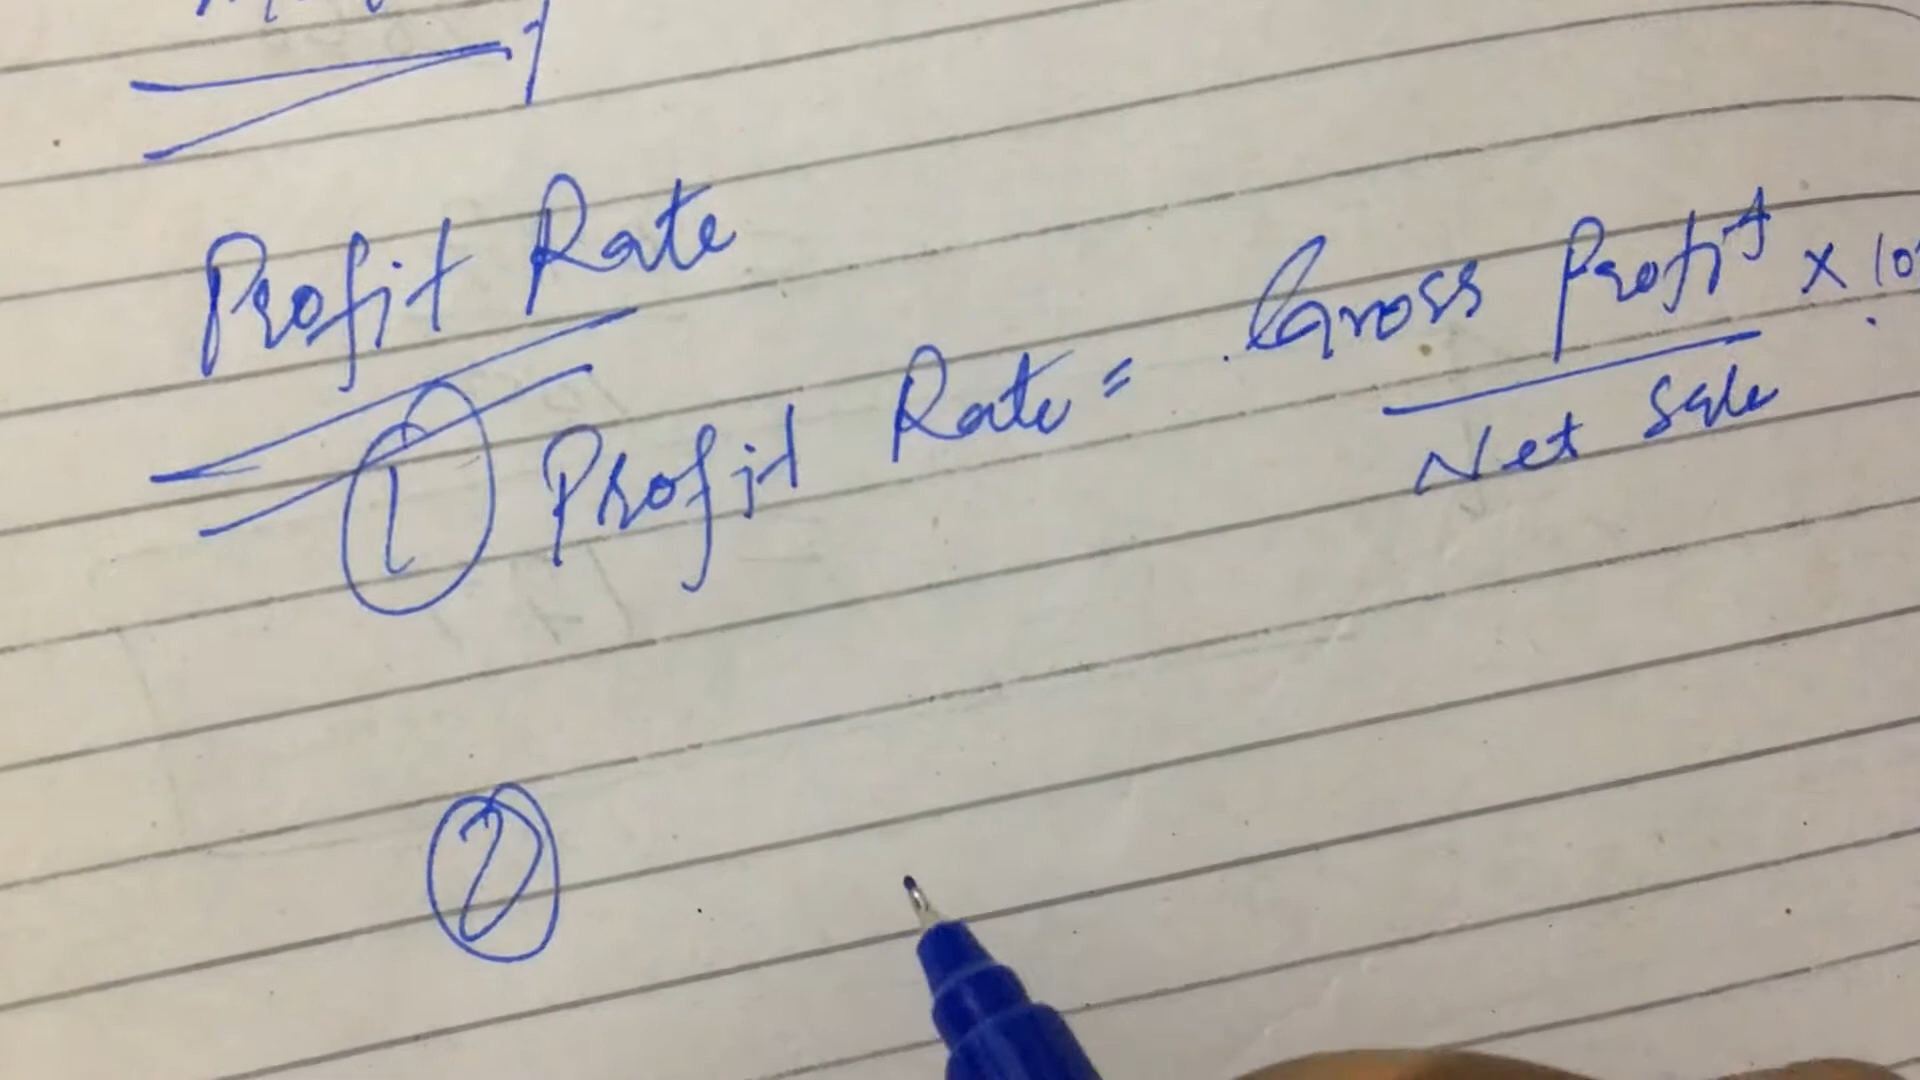 Profit Rate
① Profit Rate = Gross Profit × 10
Net Sale
②